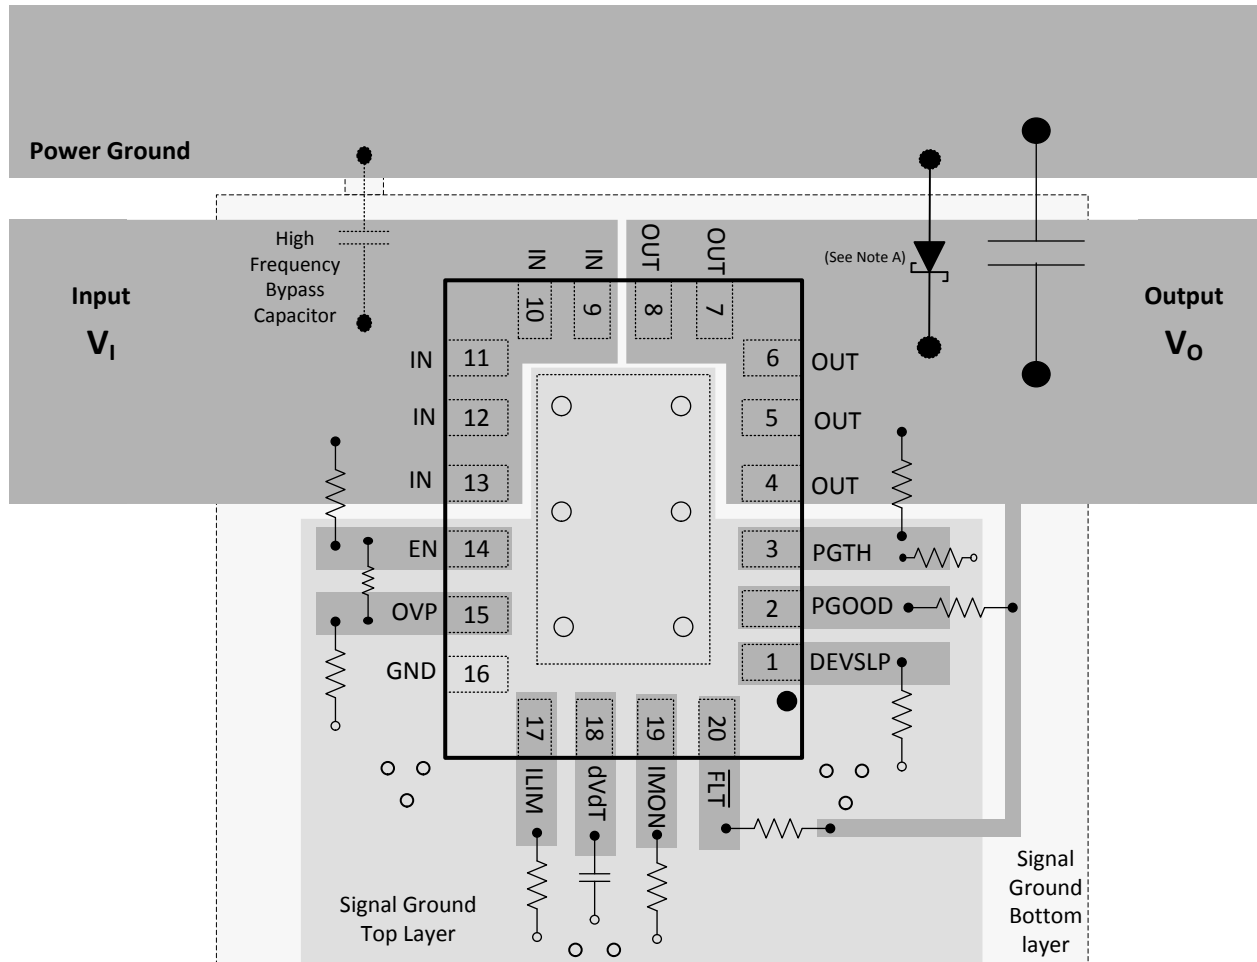 Power Ground
High
Frequency
Bypass
Capacitor
Input
VI
IN
IN
OUT
OUT
10
9
8
7
(See Note A)
Output
VO
IN
11
6
OUT
IN
12
5
OUT
IN
13
4
OUT
EN
14
3
PGTH
OVP
15
2
PGOOD
GND
16
1
DEVSLP
17
18
19
20
ILIM
dVdT
IMON
FLT
Signal Ground
Top Layer
Signal
Ground
Bottom
layer